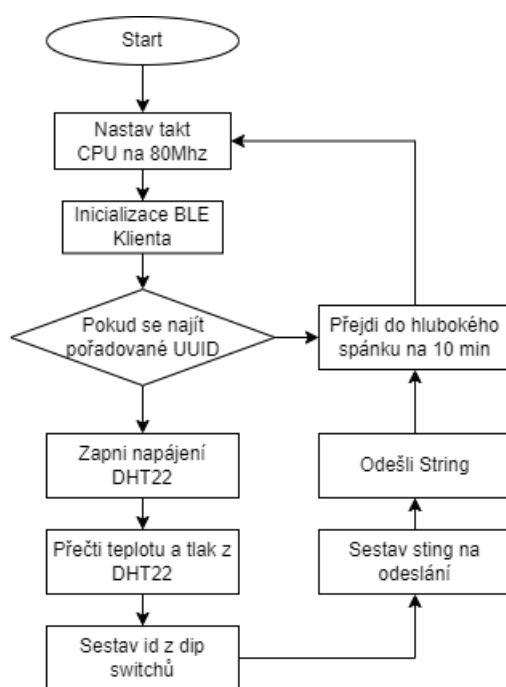 Start
Nastav takt
CPU na 80Mhz
Inicializace BLE
Klienta
Pokud se najít
pořadované UUID
Přejdi do hlubokého
spánku na 10 min
Zapni napájení
DHT22
Odešli String
Přečti teplotu a tlak z
DHT22
Sestav sting na
odeslání
Sestav id z dip
switchů